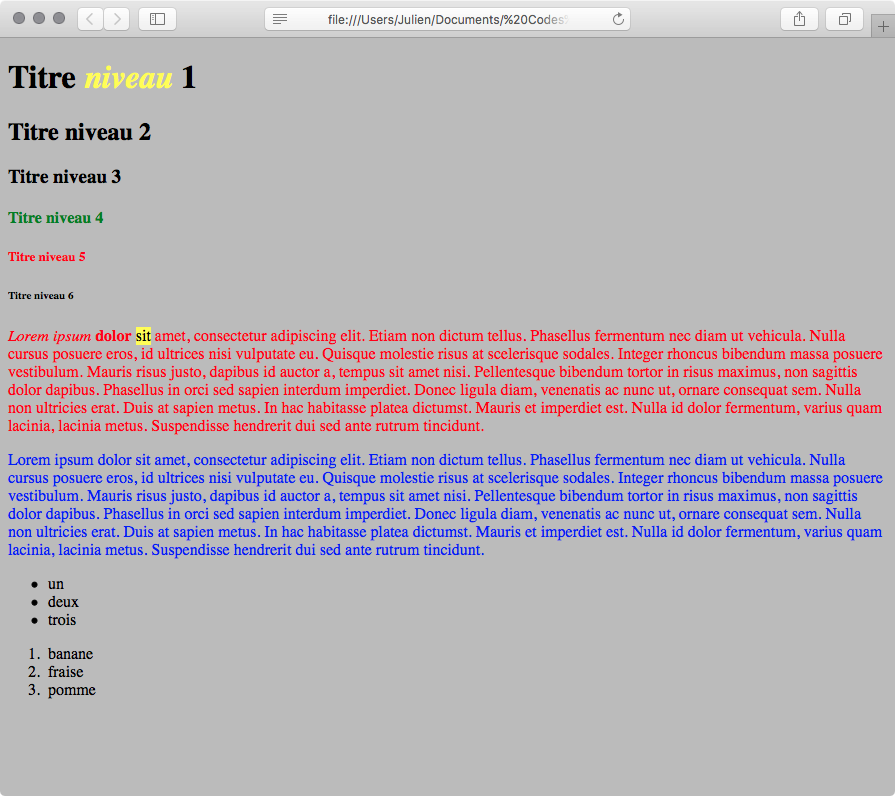 file:///Users/Julien/Documents/%20Codes%
Titre niveau 1
Titre niveau 2
Titre niveau 3
Titre niveau 4
Titre niveau 5
Titre niveau 6
Lorem ipsum dolor sit amet, consectetur adipiscing elit. Etiam non dictum tellus. Phasellus fermentum nec diam ut vehicula. Nulla
cursus posuere eros, id ultrices nisi vulputate eu. Quisque molestie risus at scelerisque sodales. Integer rhoncus bibendum massa posuere
vestibulum. Mauris risus justo, dapibus id auctor a, tempus sit amet nisi. Pellentesque bibendum tortor in risus maximus, non sagittis
dolor dapibus. Phasellus in orci sed sapien interdum imperdiet. Donec ligula diam, venenatis ac nunc ut, ornare consequat sem. Nulla
non ultricies erat. Duis at sapien metus. In hac habitasse platea dictumst. Mauris et imperdiet est. Nulla id dolor fermentum, varius quam
lacinia, lacinia metus. Suspendisse hendrerit dui sed ante rutrum tincidunt.
Lorem ipsum dolor sit amet, consectetur adipiscing elit. Etiam non dictum tellus. Phasellus fermentum nec diam ut vehicula. Nulla
cursus posuere eros, id ultrices nisi vulputate eu. Quisque molestie risus at scelerisque sodales. Integer rhoncus bibendum massa posuere
vestibulum. Mauris risus justo, dapibus id auctor a, tempus sit amet nisi. Pellentesque bibendum tortor in risus maximus, non sagittis
dolor dapibus. Phasellus in orci sed sapien interdum imperdiet. Donec ligula diam, venenatis ac nunc ut, ornare consequat sem. Nulla
non ultricies erat. Duis at sapien metus. In hac habitasse platea dictumst. Mauris et imperdiet est. Nulla id dolor fermentum, varius quam
lacinia, lacinia metus. Suspendisse hendrerit dui sed ante rutrum tincidunt.
• un
• deux
• trois
1. banane
2. fraise
3. pomme